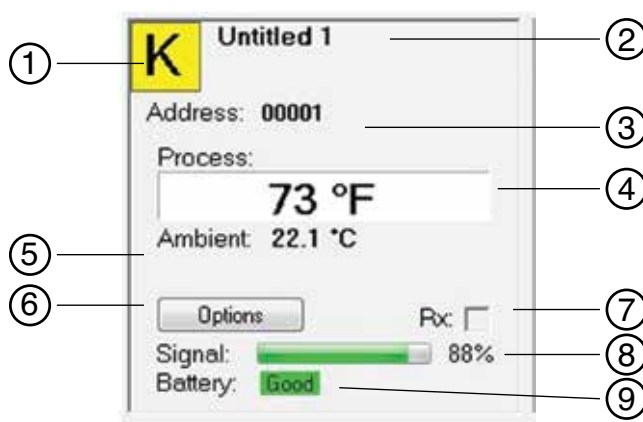 K
Untitled 1
Address: 00001
Process:
73 °F
Ambient: 22.1 °C
Options
Rx:
Signal: 88%
Battery: Good
1
2
3
4
5
6
7
8
9